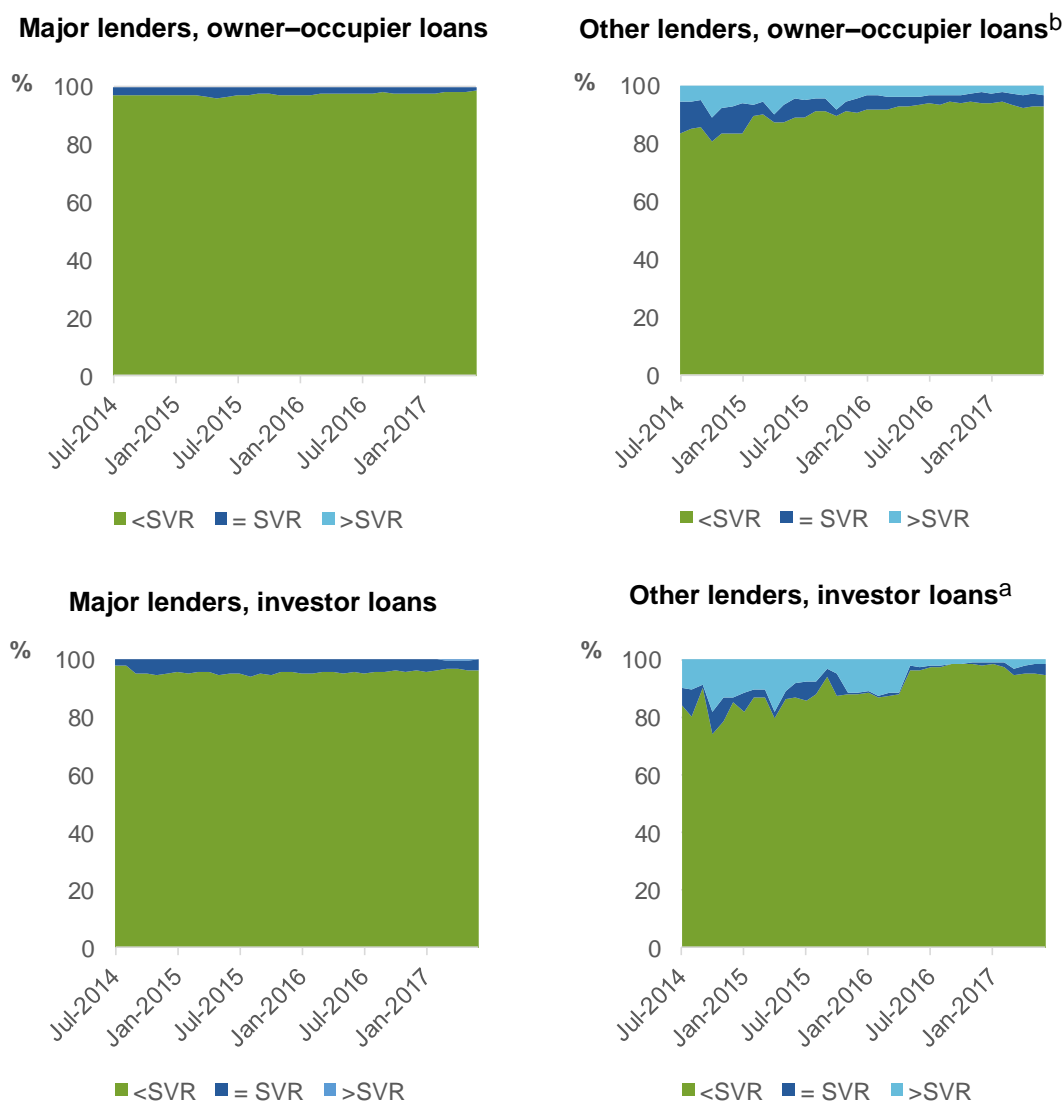 Major lenders, owner–occupier loans
%
100
80
60
40
20
0
Jul-2014
Jan-2015
Jul-2015
Jan-2016
Jul-2016
Jan-2017
<SVR = SVR >SVR
Other lenders, owner–occupier loansb
%
100
80
60
40
20
0
Jul-2014
Jan-2015
Jul-2015
Jan-2016
Jul-2016
Jan-2017
<SVR = SVR >SVR
Major lenders, investor loans
%
100
80
60
40
20
0
Jul-2014
Jan-2015
Jul-2015
Jan-2016
Jul-2016
Jan-2017
<SVR = SVR >SVR
Other lenders, investor loansa
%
100
80
60
40
20
0
Jul-2014
Jan-2015
Jul-2015
Jan-2016
Jul-2016
Jan-2017
<SVR = SVR >SVR